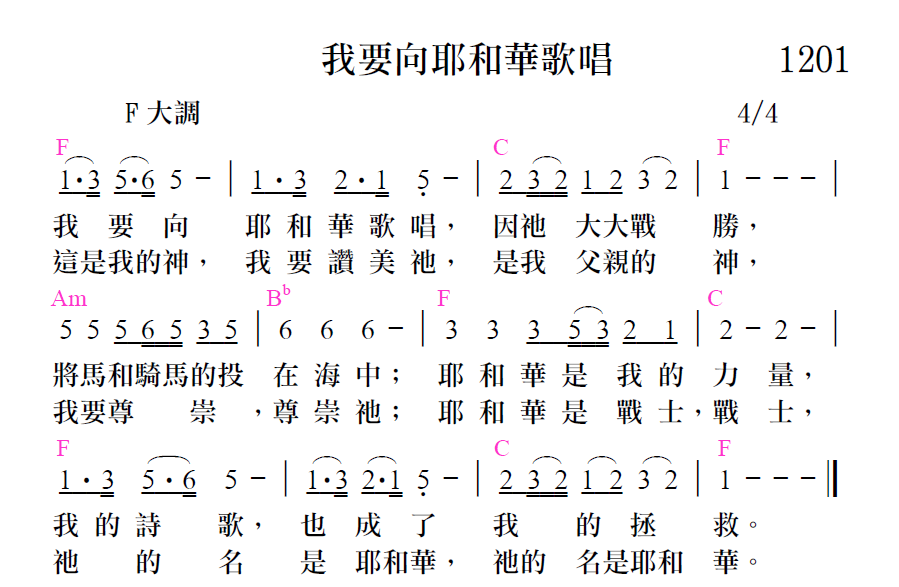 我要向耶和華歌唱 1201
F 大調 4/4
F C F
1·3 5·6 5 - | 1·3 2·1 5 - | 2 3 2 1 2 3 2 | 1 - - - |
我 要 向 耶 和 華 歌 唱， 因祂 大大戰 勝，
這是我的神， 我 要 讚 美 祂， 是我 父親的 神，
Am Bb F C
5 5 5 6 5 3 5 | 6 6 6 - | 3 3 3 5 3 2 1 | 2 - 2 - |
將馬和騎馬的投 在 海 中； 耶 和 華 是 我 的 力 量，
我要尊 崇 ，尊 崇 祂； 耶 和 華 是 戰 士，戰 士，
F C F
1·3 5·6 5 - | 1·3 2·1 5 - | 2 3 2 1 2 3 2 | 1 - - - ‖
我 的 詩 歌， 也 成 了 我 的 拯 救。
祂 的 名 是 耶和華， 祂的 名是耶和 華。